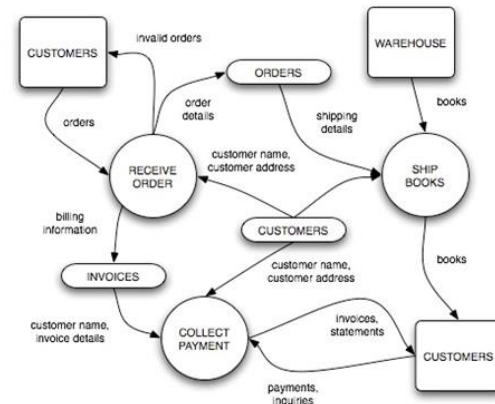 CUSTOMERS
invalid orders
ORDERS
WAREHOUSE
orders
order
details
shipping
details
books
RECEIVE
ORDER
customer name,
customer address
SHIP
BOOKS
billing
information
CUSTOMERS
INVOICES
customer name,
customer address
books
customer name,
invoice details
COLLECT
PAYMENT
invoices,
statements
CUSTOMERS
payments,
inquiries